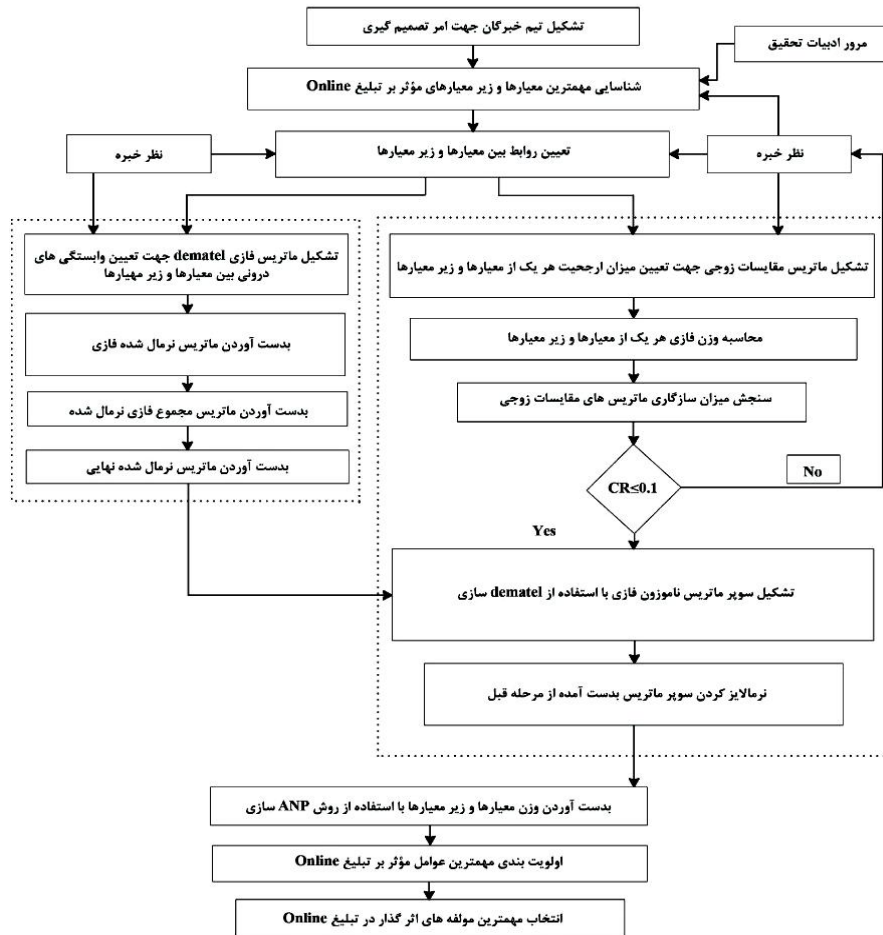 تشکیل تیم خبرگان جهت امر تصمیم گیری
مرور ادبیات تحقیق
شناسایی مهمترین معیارها و زیر معیارهای مؤثر بر تبلیغ Online
نظر خبره
تعیین روابط بین معیارها و زیر معیارها
نظر خبره
تشکیل ماتریس مقایسات زوجی جهت تعیین میزان ارجحیت هر یک از معیارها و زیر معیارها
تشکیل ماتریس فازی dematel جهت تعیین وابستگی های
درونی بین معیارها و زیر مهیارها
محاسبه وزن فازی هر یک از معیارها و زیر معیارها
بدست آوردن ماتریس نرمال شده فازی
سنجش میزان سازگاری ماتریس های مقایسات زوجی
بدست آوردن ماتریس مجموع فازی نرمال شده
بدست آوردن ماتریس نرمال شده نهایی
No
CR≤0.1
Yes
تشکیل سوپر ماتریس ناموزون فازی با استفاده از dematel سازی
نرمالایز کردن سوپر ماتریس بدست آمده از مرحله قبل
بدست آوردن وزن معیارها و زیر معیارها با استفاده از روش ANP سازی
اولویت بندی مهمترین عوامل مؤثر بر تبلیغ Online
انتخاب مهمترین مولفه های اثر گذار در تبلیغ Online